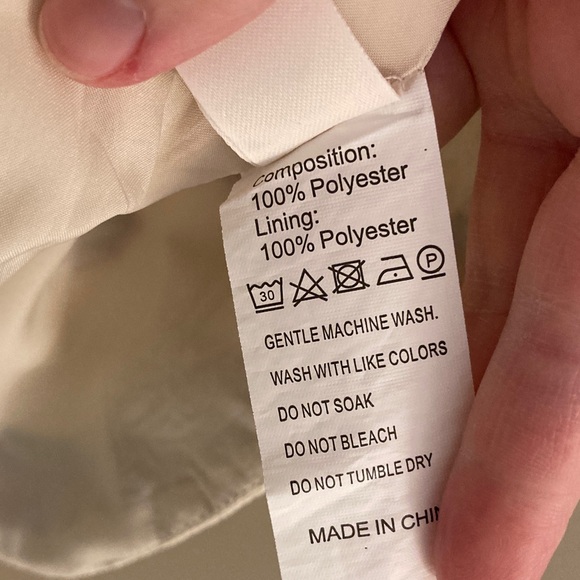 Composition:
100% Polyester
Lining:
100% Polyester
30 P
GENTLE MACHINE WASH.
WASH WITH LIKE COLORS
DO NOT SOAK
DO NOT BLEACH
DO NOT TUMBLE DRY
MADE IN CHIN